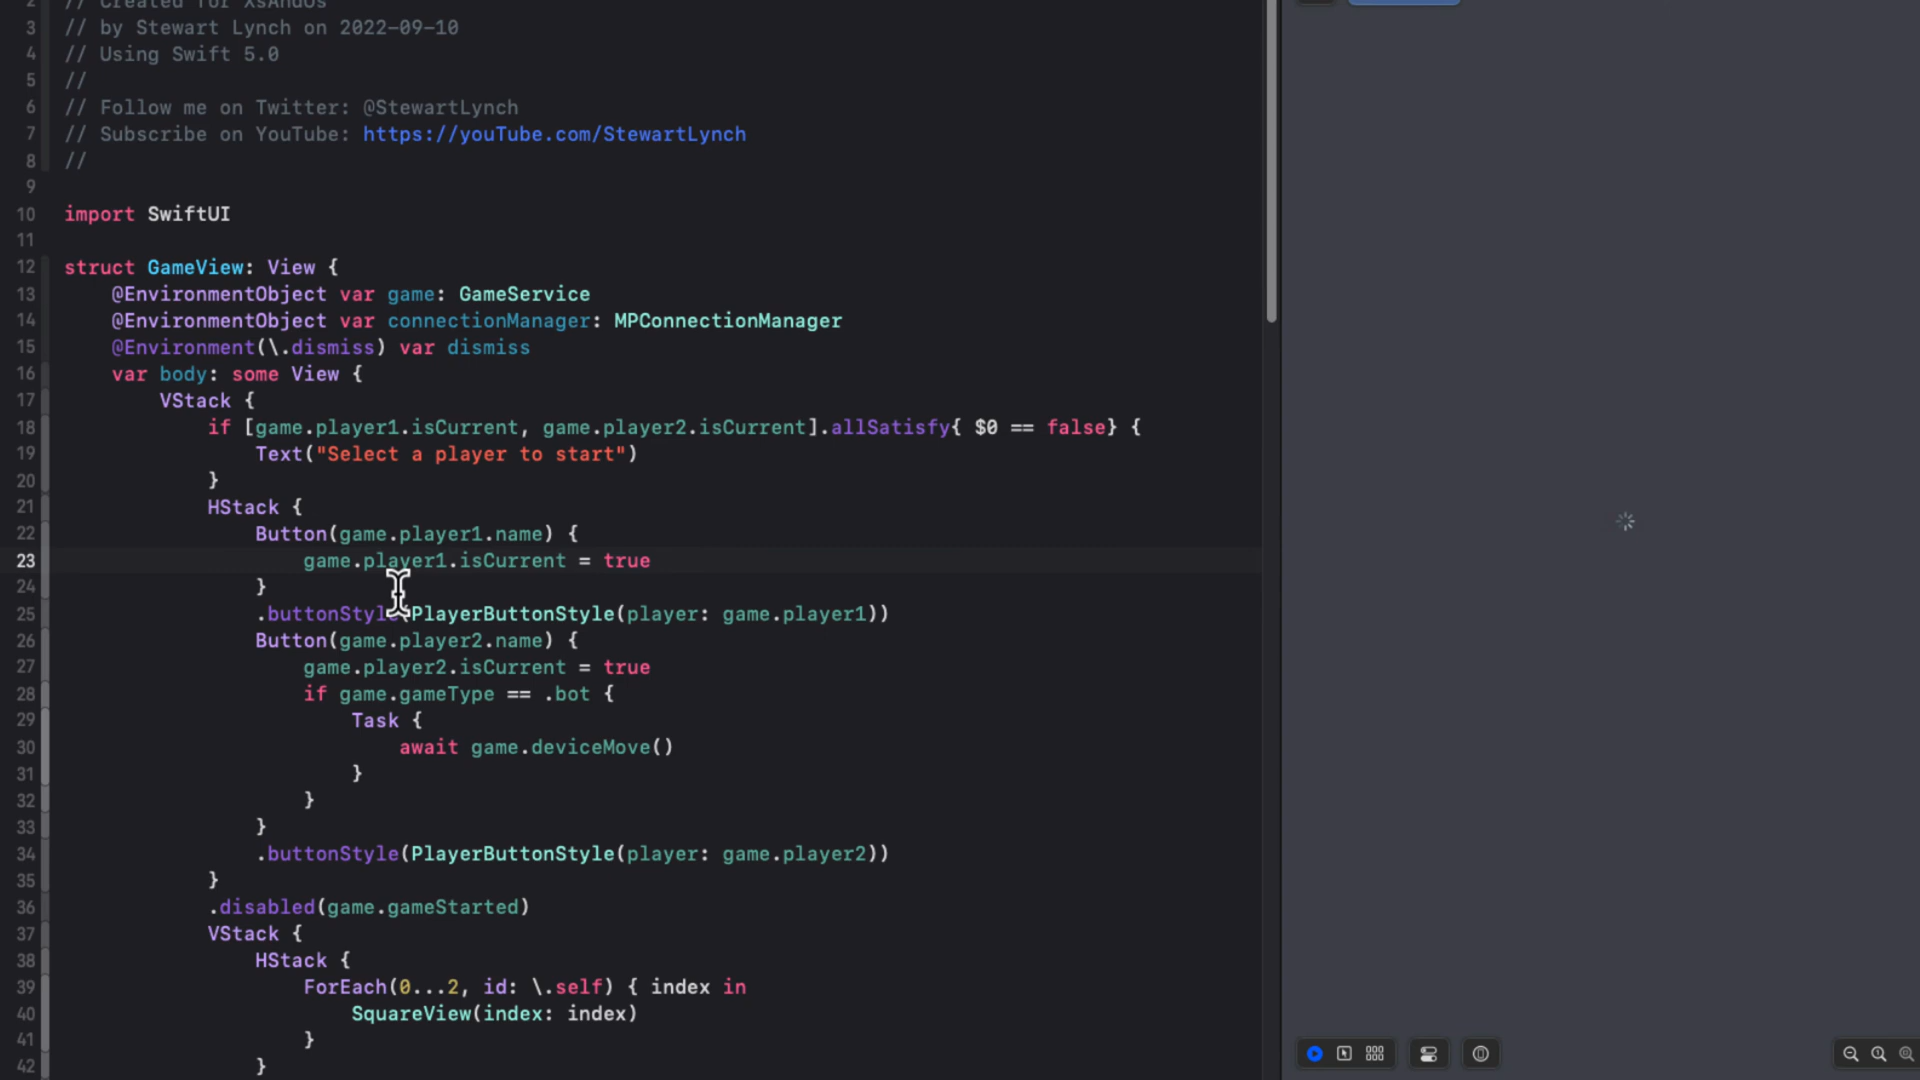 2 // Created for XsAndOs
3 // by Stewart Lynch on 2022-09-10
4 // Using Swift 5.0
5 //
6 // Follow me on Twitter: @StewartLynch
7 // Subscribe on YouTube: https://youTube.com/StewartLynch
8 //
9
10 import SwiftUI
11
12 struct GameView: View {
13     @EnvironmentObject var game: GameService
14     @EnvironmentObject var connectionManager: MPConnectionManager
15     @Environment(\.dismiss) var dismiss
16     var body: some View {
17         VStack {
18             if [game.player1.isCurrent, game.player2.isCurrent].allSatisfy{ $0 == false} {
19                 Text("Select a player to start")
20             }
21             HStack {
22                 Button(game.player1.name) {
23                     game.player1.isCurrent = true
24                 }
25                 .buttonStyle(PlayerButtonStyle(player: game.player1))
26                 Button(game.player2.name) {
27                     game.player2.isCurrent = true
28                     if game.gameType == .bot {
29                         Task {
30                             await game.deviceMove()
31                         }
32                     }
33                 }
34                 .buttonStyle(PlayerButtonStyle(player: game.player2))
35             }
36             .disabled(game.gameStarted)
37             VStack {
38                 HStack {
39                     ForEach(0...2, id: \.self) { index in
40                         SquareView(index: index)
41                     }
42                 }